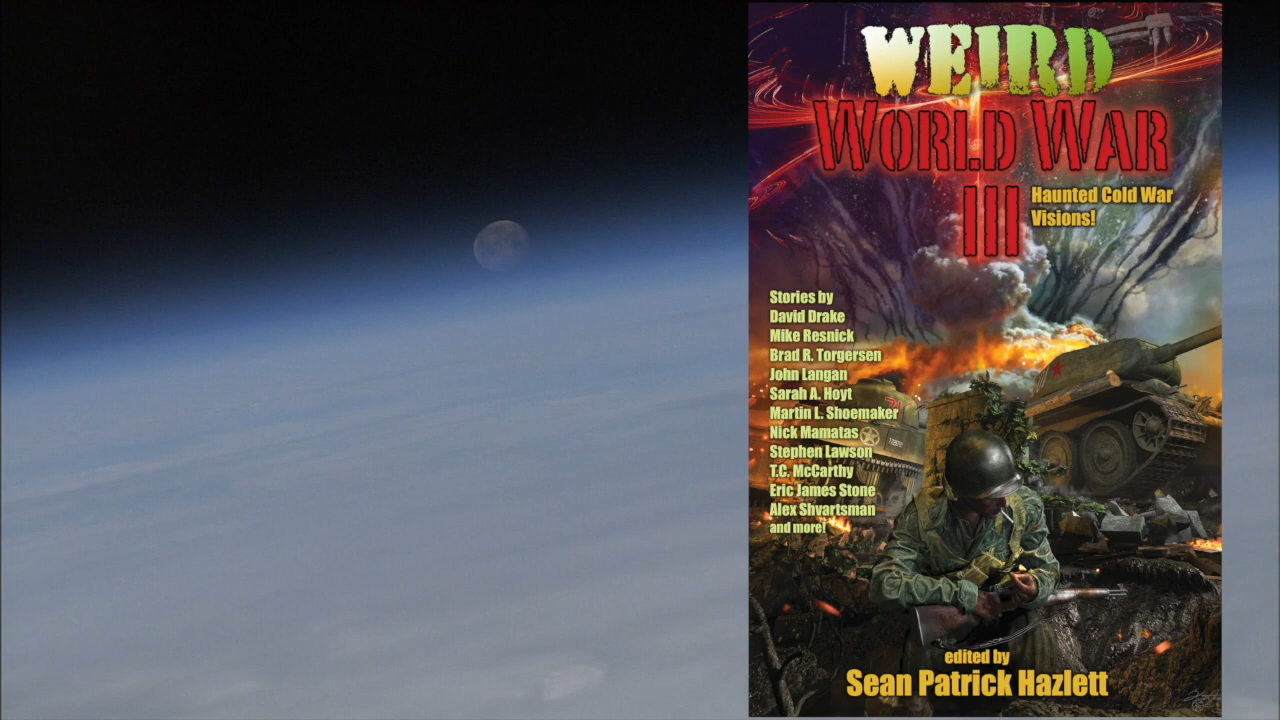 WEIRD
WORLD WAR
III
Haunted Cold War
Visions!
Stories by
David Drake
Mike Resnick
Brad R. Torgersen
John Langan
Sarah A. Hoyt
Martin L. Shoemaker
Nick Mamatas
Stephen Lawson
T.C. McCarthy
Eric James Stone
Alex Shvartsman
and more!
edited by
Sean Patrick Hazlett